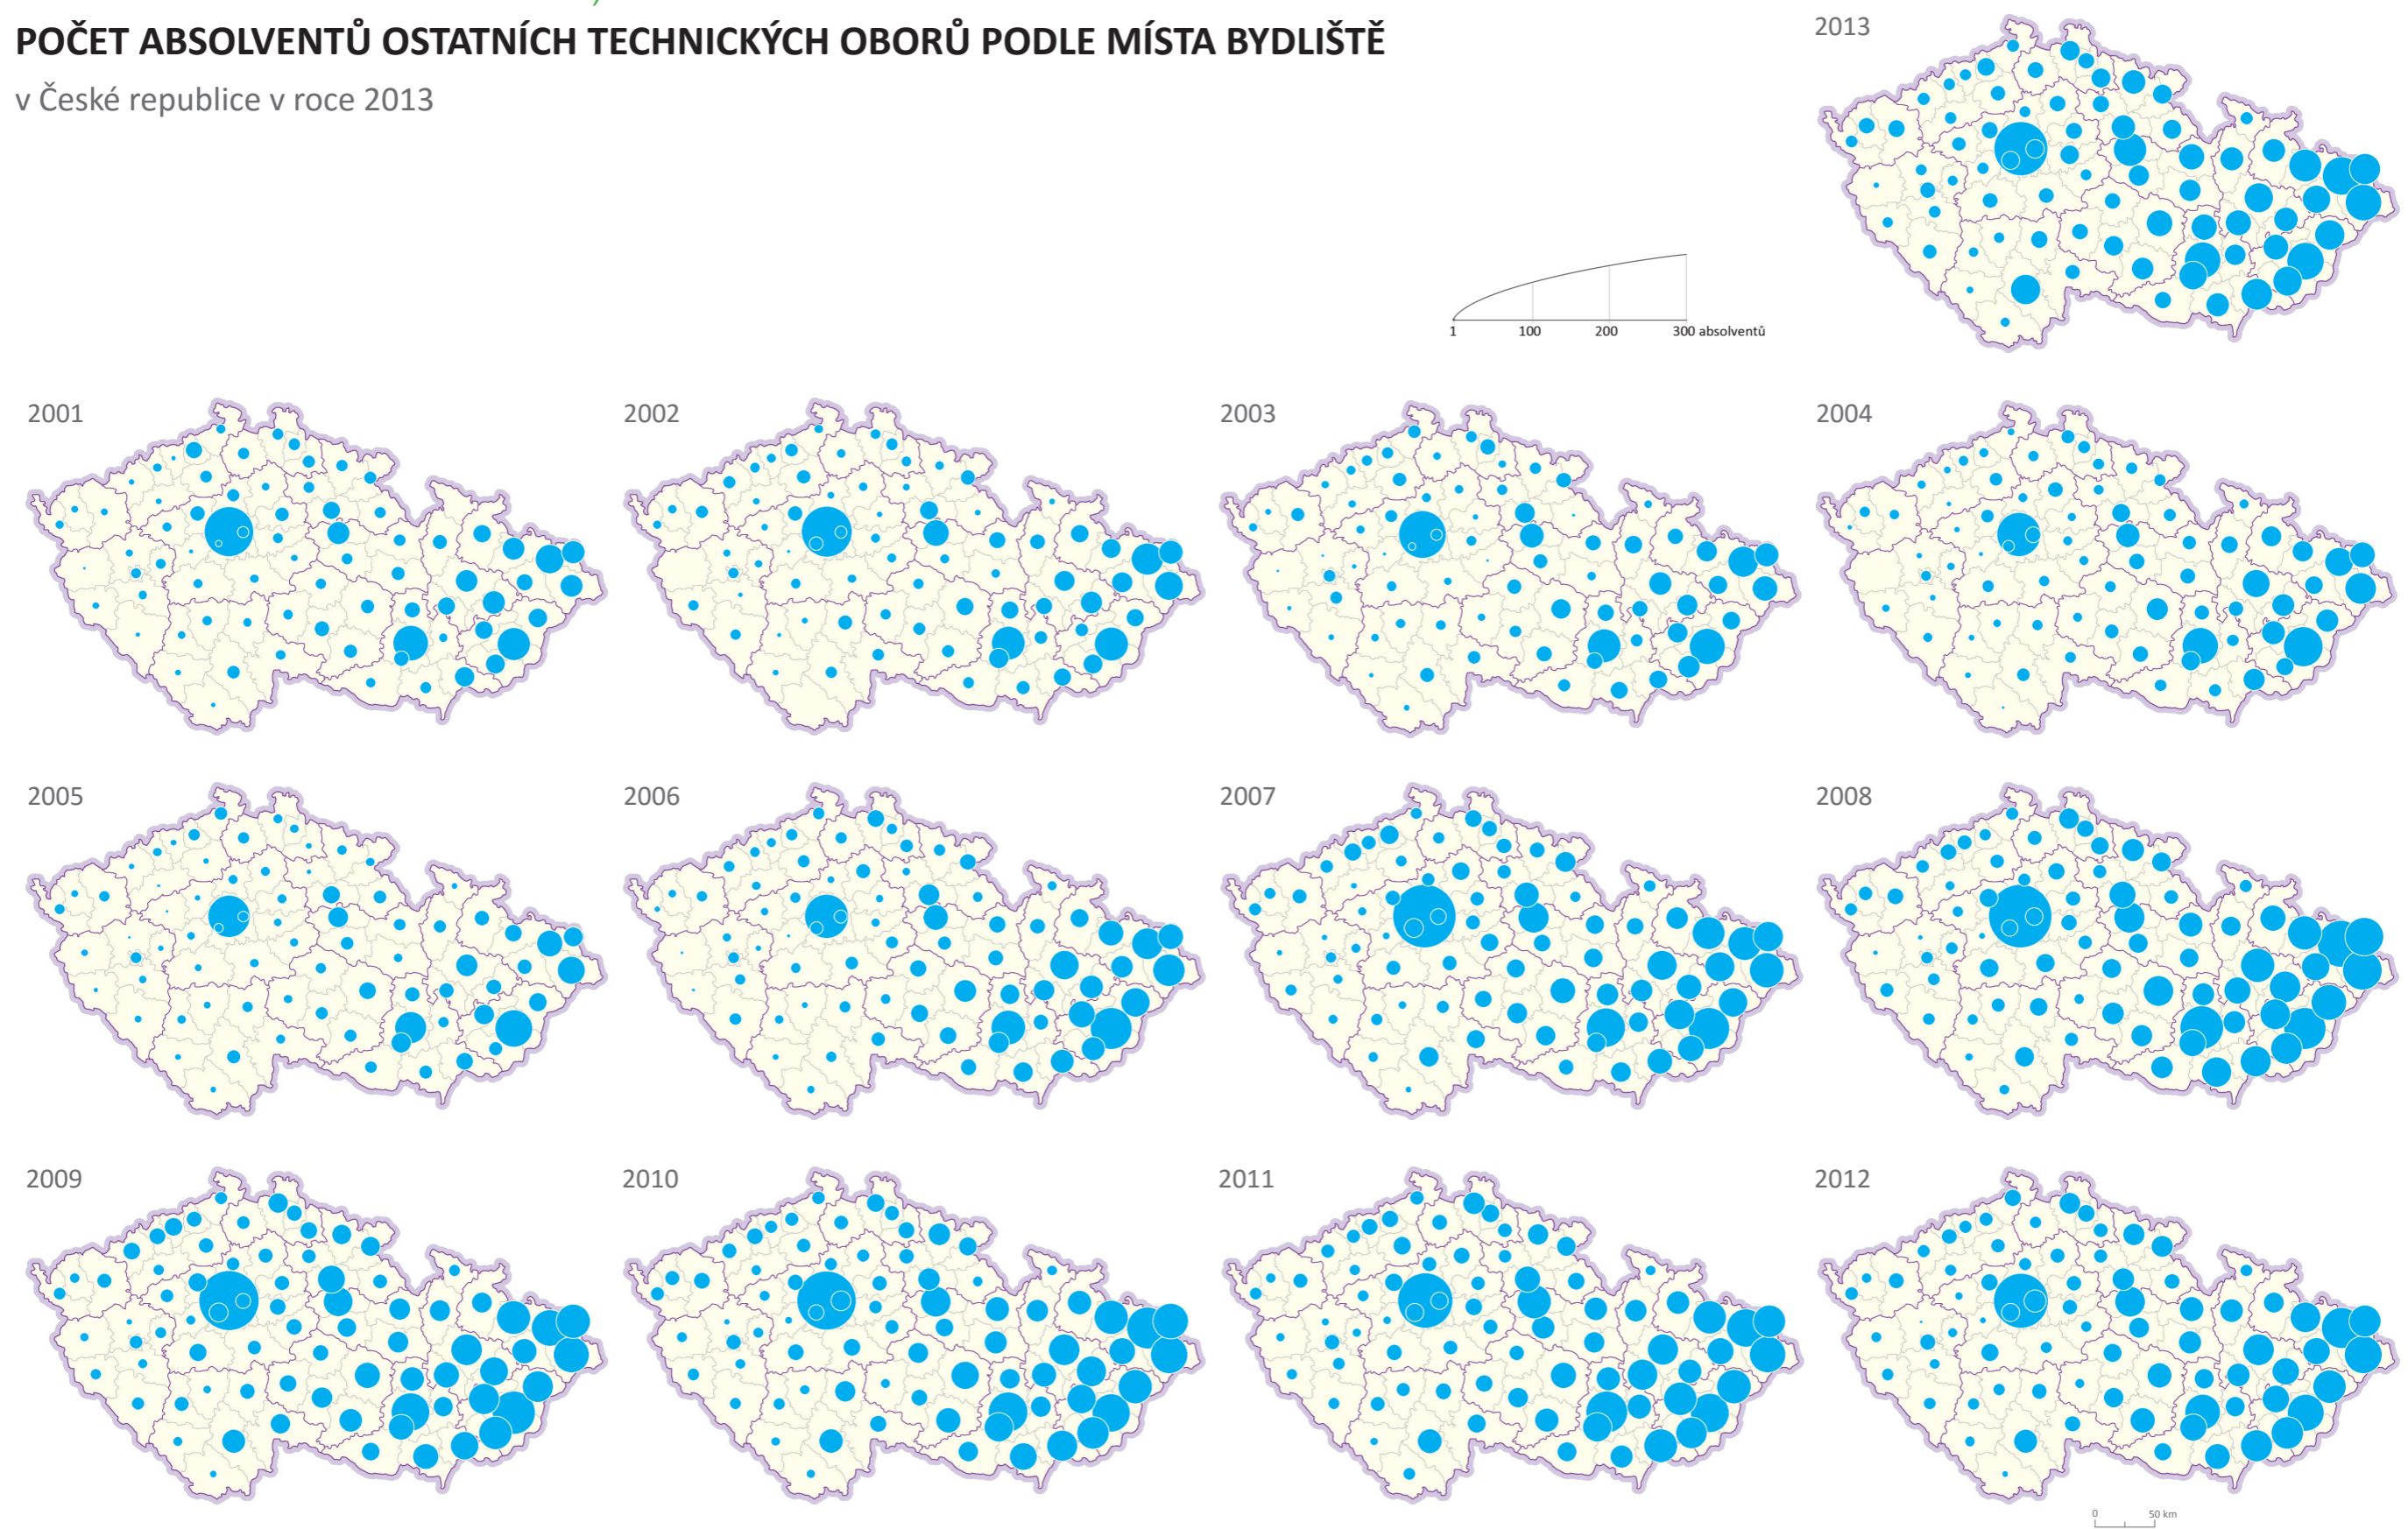 POČET ABSOLVENTŮ OSTATNÍCH TECHNICKÝCH OBORŮ PODLE MÍSTA BYDLIŠTĚ
v České republice v roce 2013
2013
1 100 200 300 absolventů
2001 2002 2003 2004
2005 2006 2007 2008
2009 2010 2011 2012
0 50 km